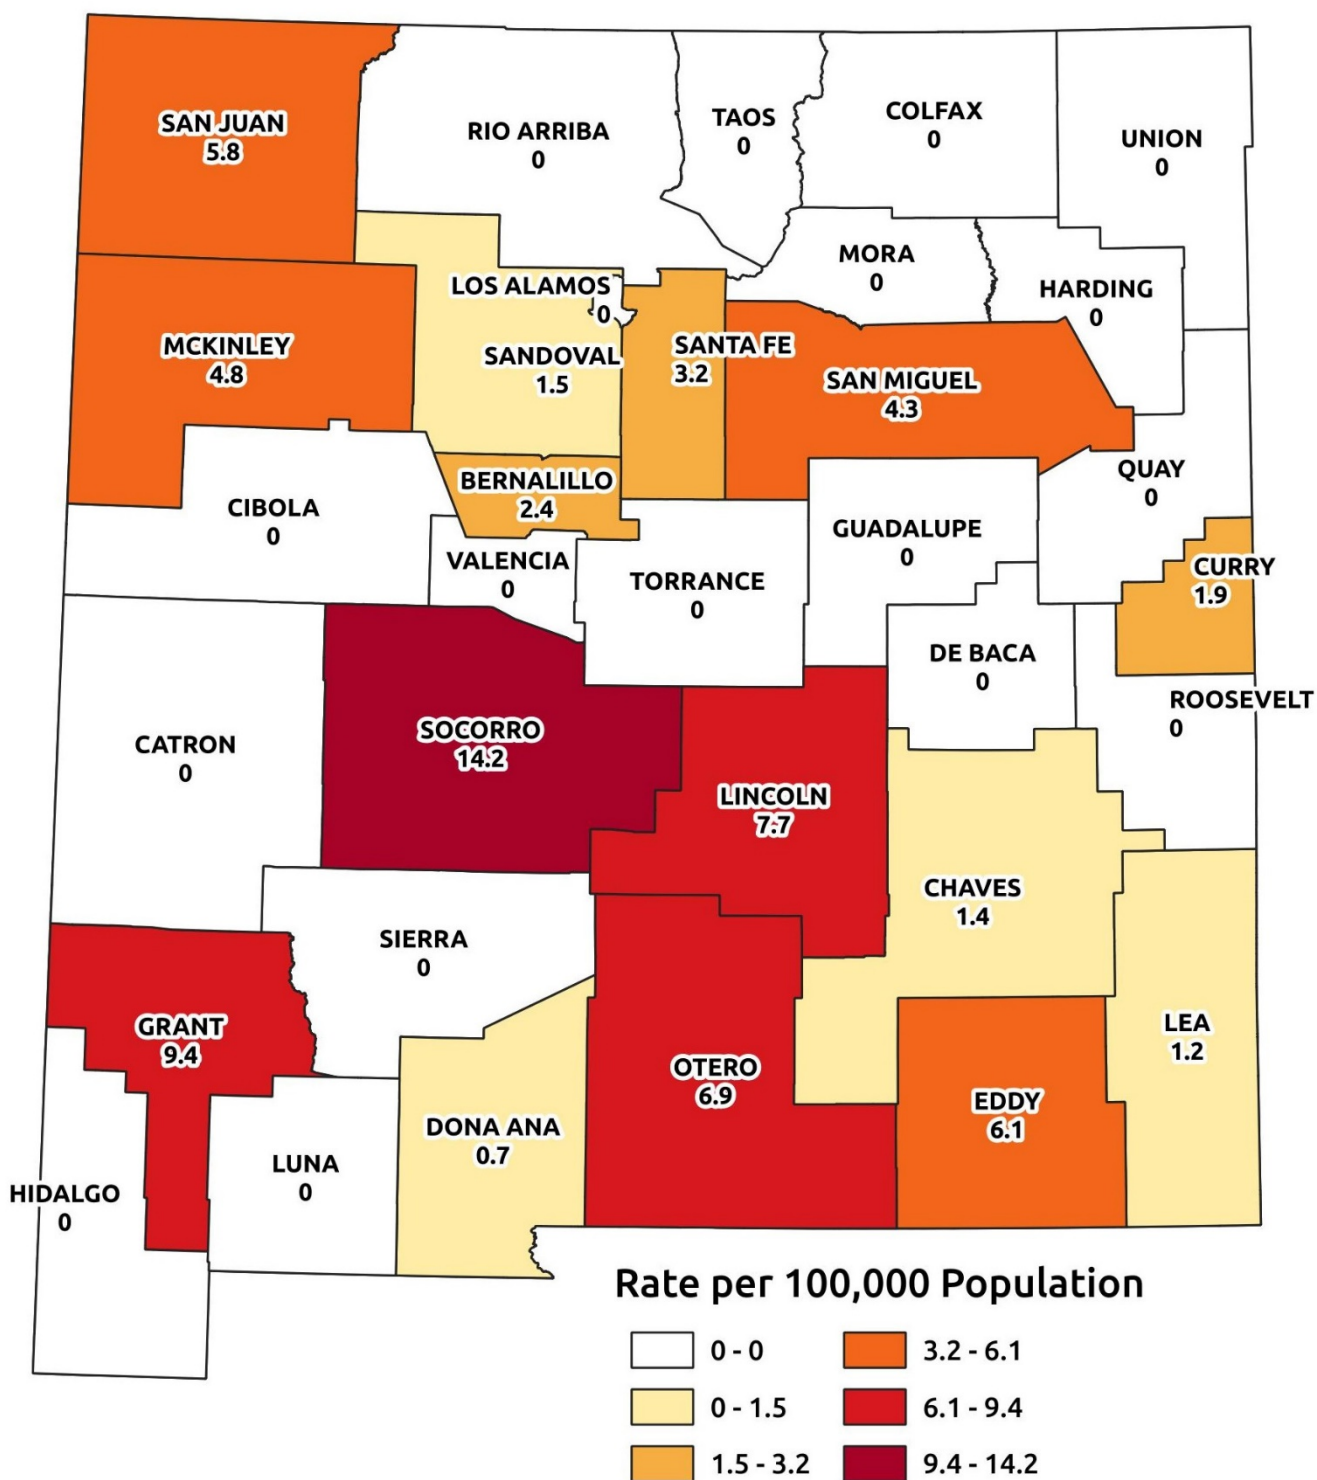 SAN JUAN
5.8
RIO ARRIBA
0
TAOS
0
COLFAX
0
UNION
0
MORA
0
LOS ALAMOS
0
HARDING
0
MCKINLEY
4.8
SANDOVAL
1.5
SANTA FE
3.2
SAN MIGUEL
4.3
QUAY
0
BERNALILLO
2.4
CIBOLA
0
GUADALUPE
0
VALENCIA
0
TORRANCE
0
CURRY
1.9
DE BACA
0
ROOSEVELT
0
CATRON
0
SOCORRO
14.2
LINCOLN
7.7
CHAVES
1.4
SIERRA
0
GRANT
9.4
LEA
1.2
OTERO
6.9
EDDY
6.1
DONA ANA
0.7
LUNA
0
HIDALGO
0
Rate per 100,000 Population
0 - 0
3.2 - 6.1
0 - 1.5
6.1 - 9.4
1.5 - 3.2
9.4 - 14.2